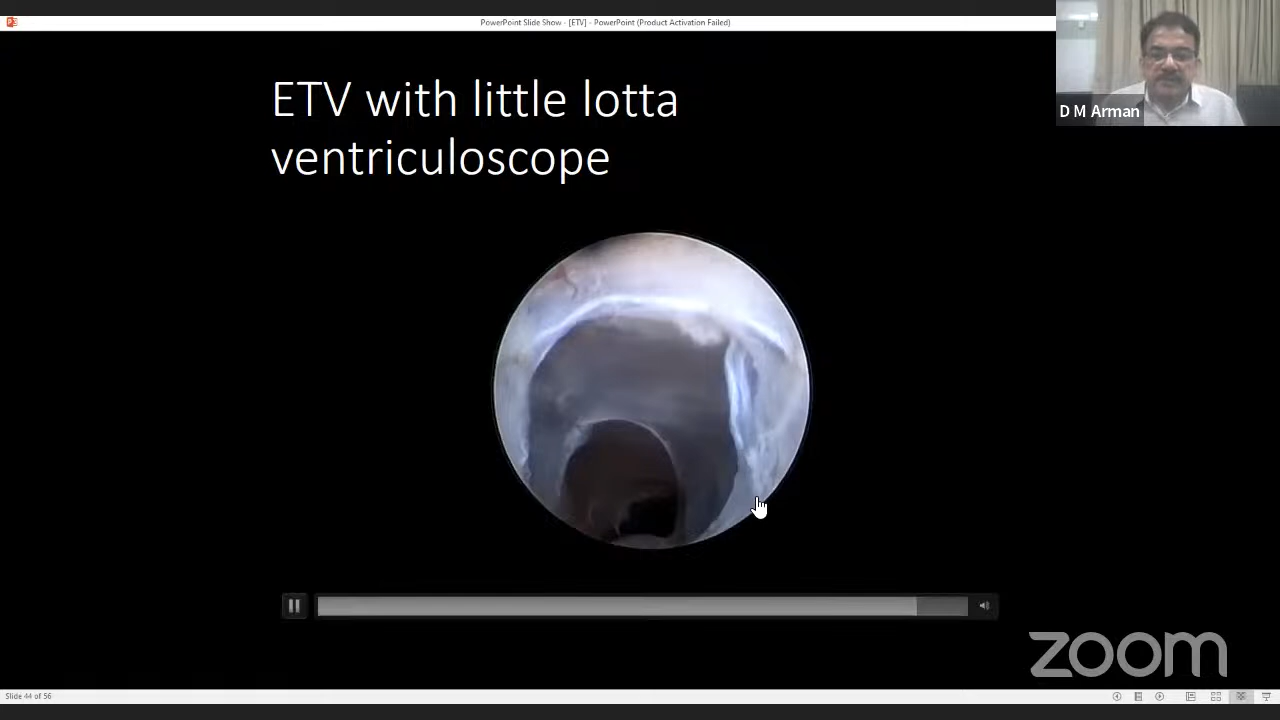 PowerPoint Slide Show - [ETV] - PowerPoint (Product Activation Failed)
D M Arman
ETV with little lotta
ventriculoscope
zoom
Slide 44 of 56